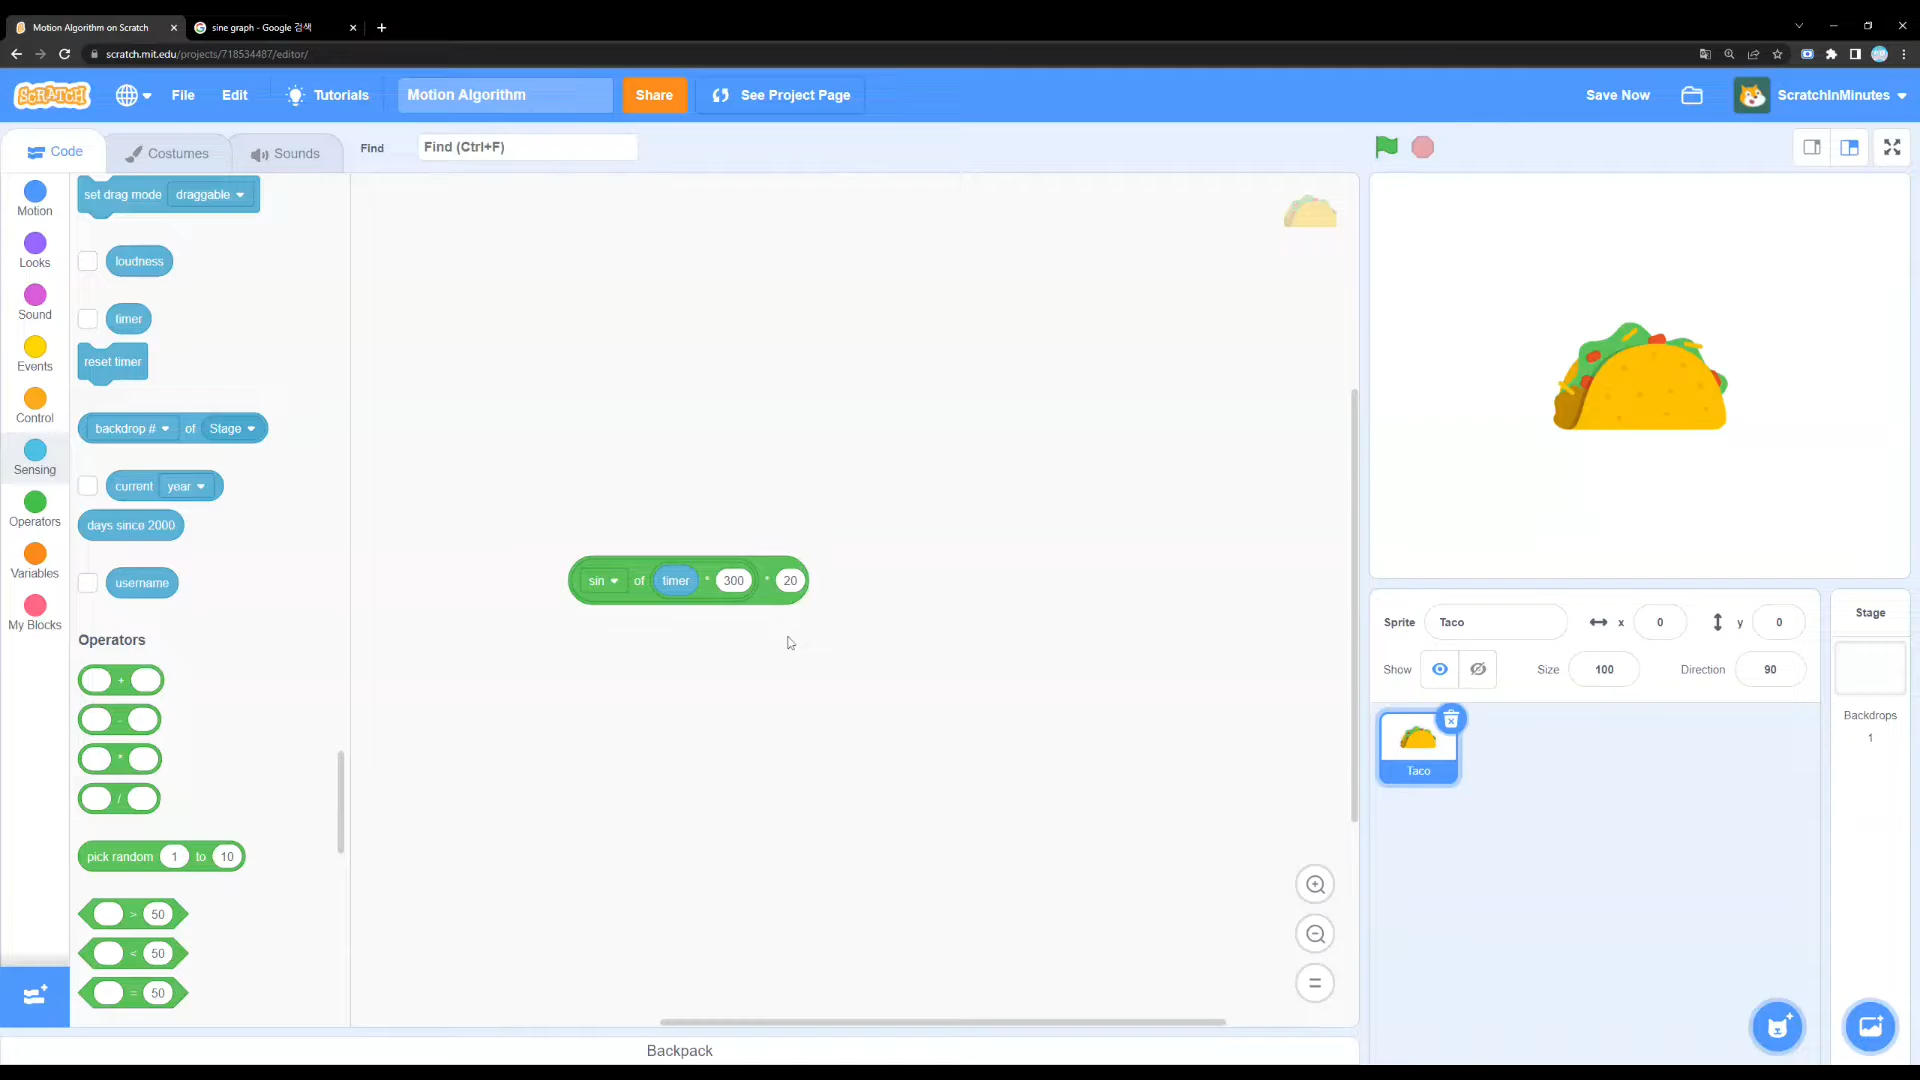 Motion Algorithm on Scratch
sine graph - Google 검색
scratch.mit.edu/projects/718534487/editor/
SCRATCH
File
Edit
Tutorials
Motion Algorithm
Share
See Project Page
Save Now
ScratchInMinutes
Code
Costumes
Sounds
Find
Find (Ctrl+F)
Motion
Looks
Sound
Events
Control
Sensing
Operators
Variables
My Blocks
set drag mode draggable
loudness
timer
reset timer
backdrop # of Stage
current year
days since 2000
username
Operators
+
-
*
/
pick random 1 to 10
> 50
< 50
= 50
sin of timer * 300 * 20
Backpack
Sprite Taco x 0 y 0
Show Size 100 Direction 90
Taco
Stage
Backdrops
1